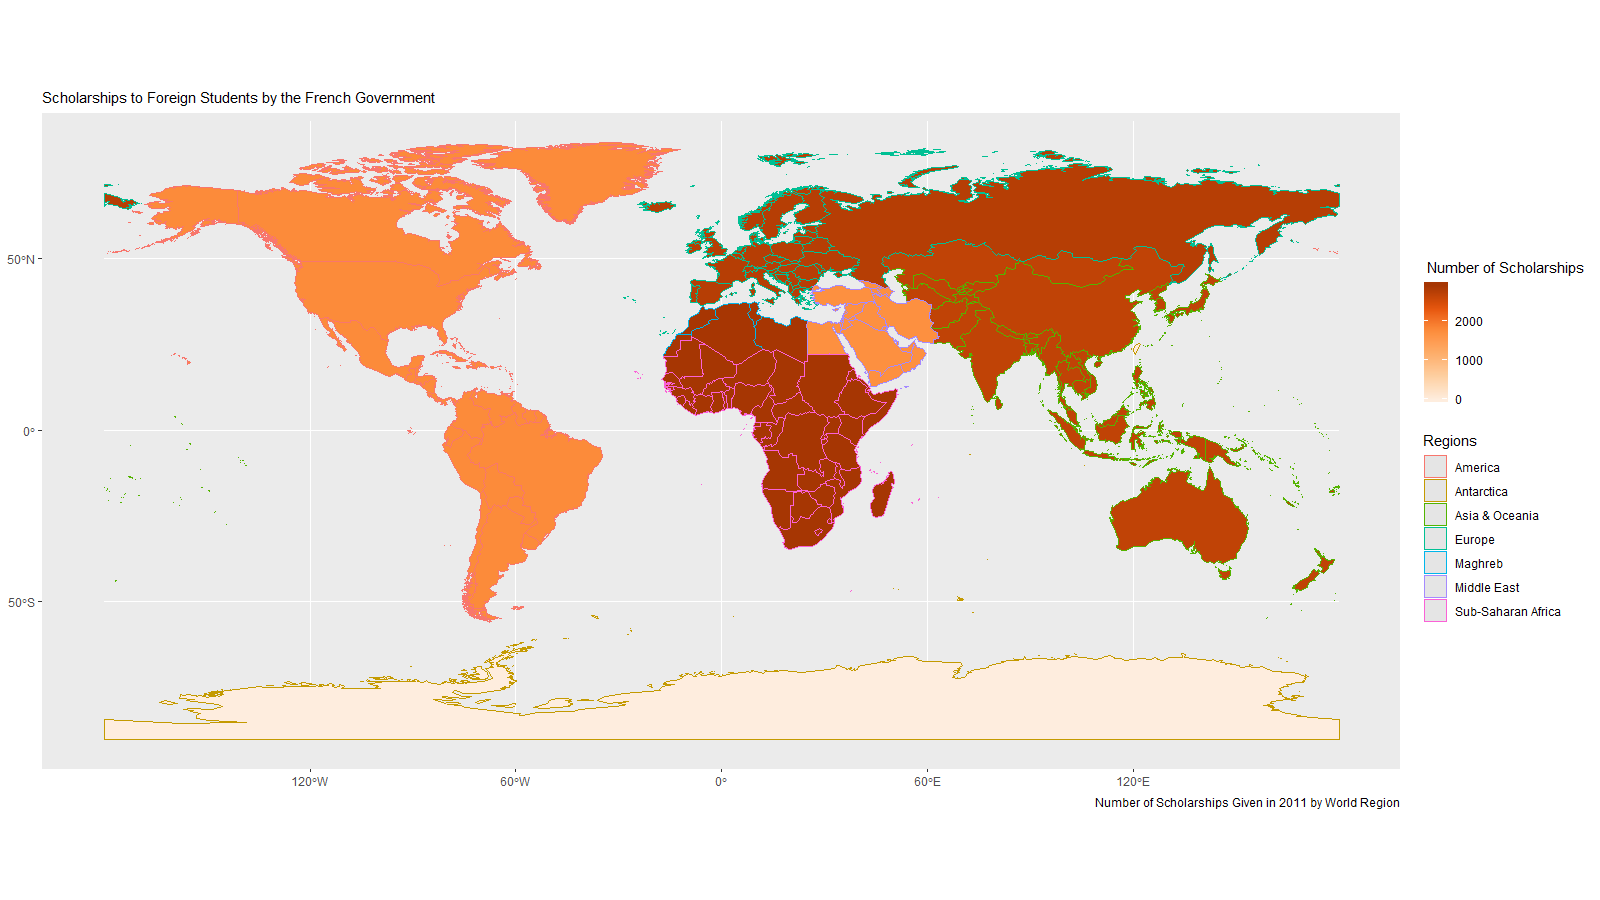 Scholarships to Foreign Students by the French Government
50°N
0°
50°S
120°W
60°W
0°
60°E
120°E
Number of Scholarships Given in 2011 by World Region
Number of Scholarships
2000
1000
0
Regions
America
Antarctica
Asia & Oceania
Europe
Maghreb
Middle East
Sub-Saharan Africa